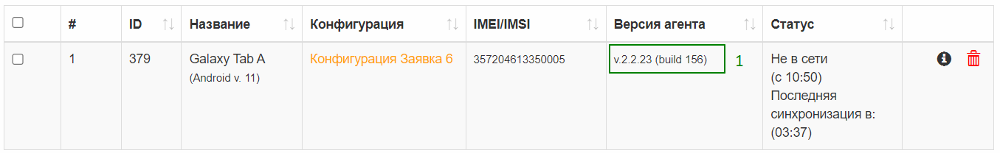 # ID Название Конфигурация IMEI/IMSI Версия агента Статус
1 379 Galaxy Tab A Конфигурация Заявка 6 357204613350005 v.2.2.23 (build 156) 1 Не в сети
(Android v. 11) (с 10:50)
Последняя
синхронизация в:
(03:37)